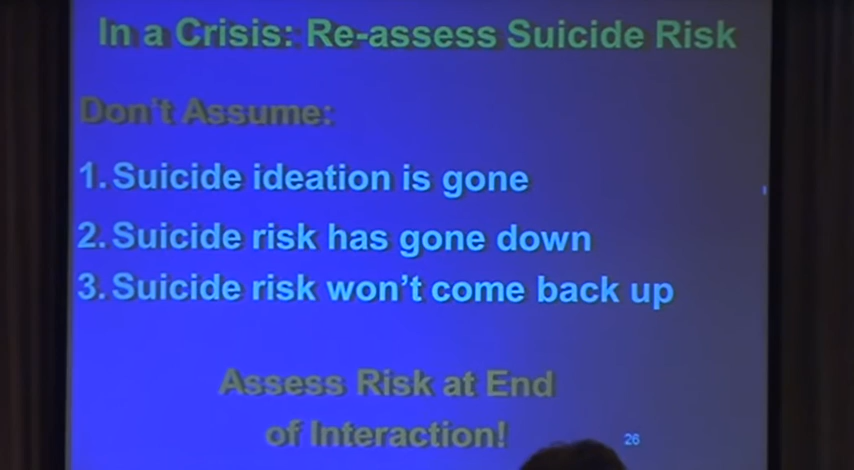 In a Crisis: Re-assess Suicide Risk
Don't Assume:
1. Suicide ideation is gone
2. Suicide risk has gone down
3. Suicide risk won't come back up
Assess Risk at End
of Interaction!
26